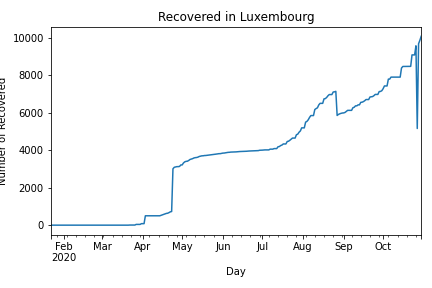 Recovered in Luxembourg
Number of Recovered
10000
8000
6000
4000
2000
0
Feb Mar Apr May Jun Jul Aug Sep Oct
2020
Day